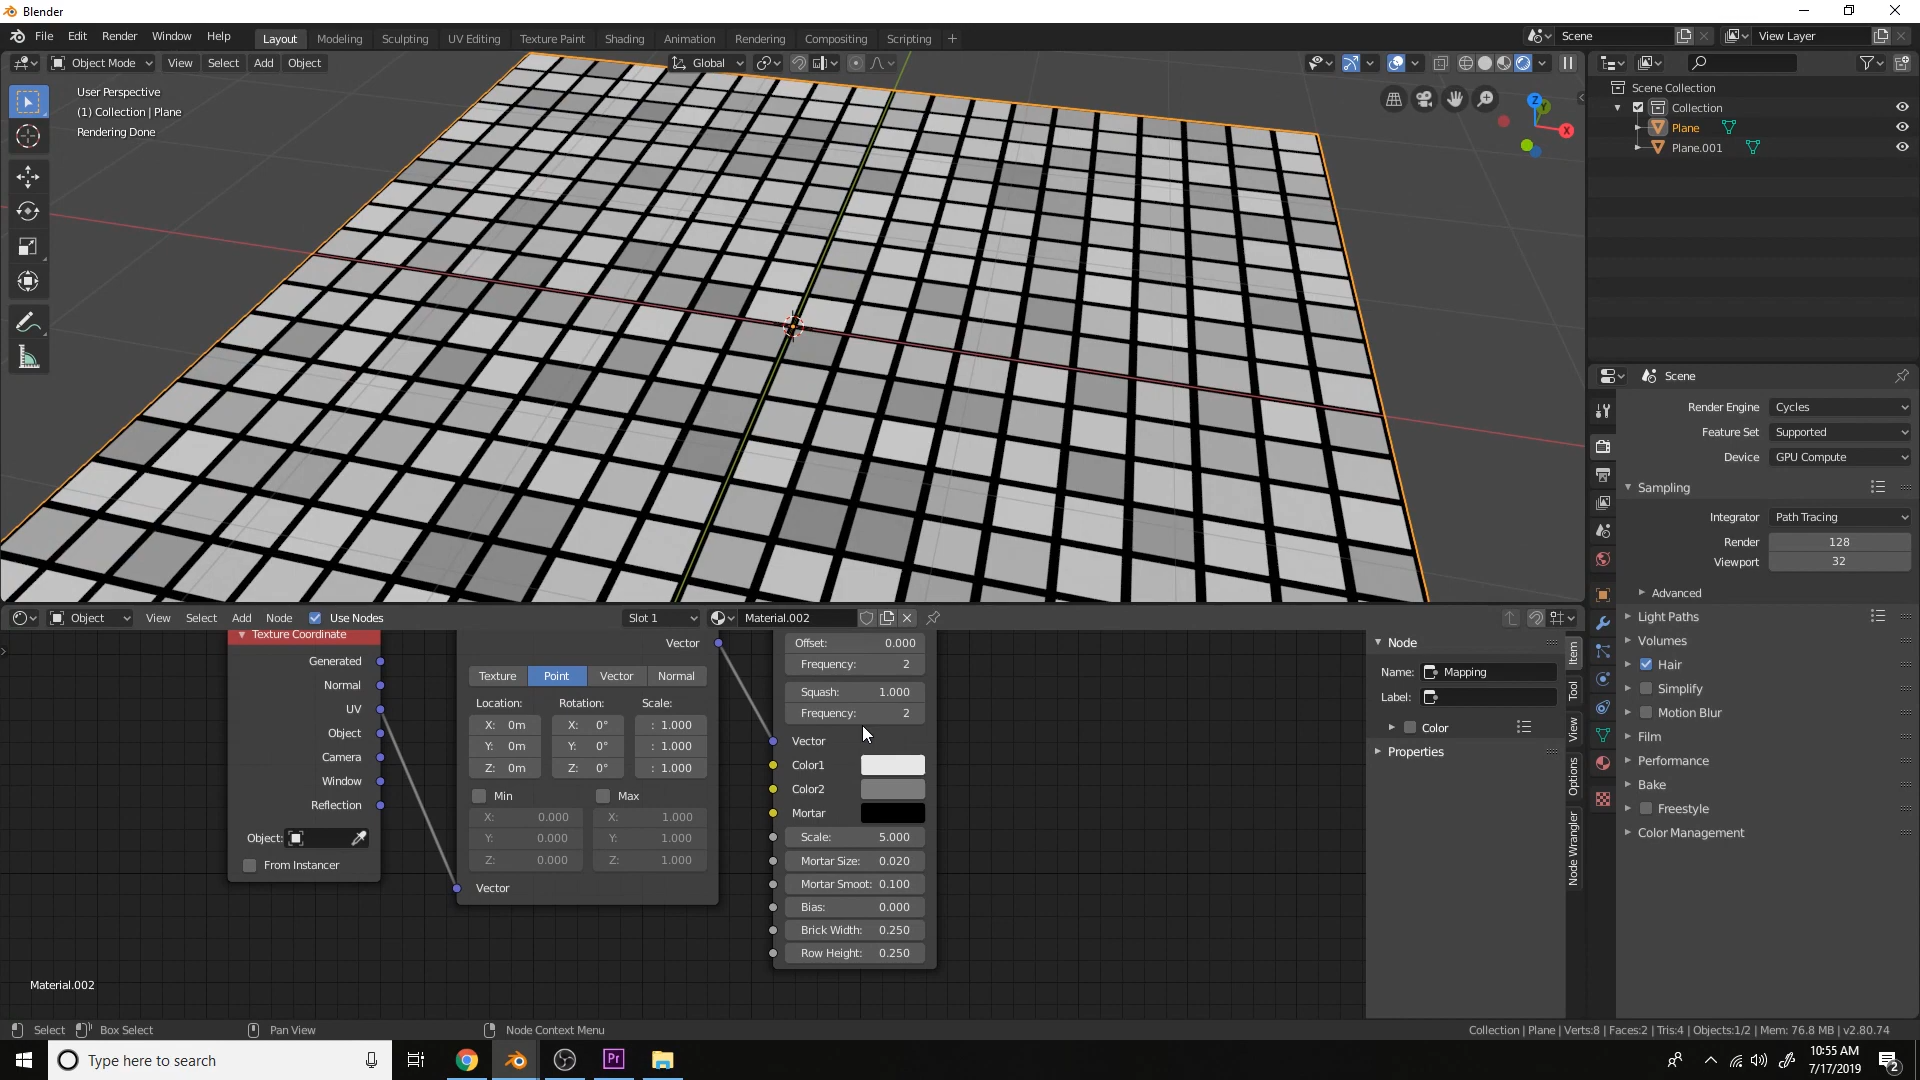 Blender
File Edit Render Window Help
Layout Modeling Sculpting UV Editing Texture Paint Shading Animation Rendering Compositing Scripting +
Scene
View Layer
Object Mode View Select Add Object
Global
User Perspective
(1) Collection | Plane
Rendering Done
Z
Y
X
Scene Collection
Collection
Plane
Plane.001
Scene
Render Engine Cycles
Feature Set Supported
Device GPU Compute
Sampling
Integrator Path Tracing
Render 128
Viewport 32
Advanced
Light Paths
Volumes
Hair
Simplify
Motion Blur
Film
Performance
Bake
Freestyle
Color Management
Object View Select Add Node Use Nodes
Slot 1
Material.002
Texture Coordinate
Generated
Normal
UV
Object
Camera
Window
Reflection
Object:
From Instancer
Vector
Texture Point Vector Normal
Location: Rotation: Scale:
X: 0m X: 0° : 1.000
Y: 0m Y: 0° : 1.000
Z: 0m Z: 0° : 1.000
Min Max
X: 0.000 X: 1.000
Y: 0.000 Y: 1.000
Z: 0.000 Z: 1.000
Vector
Offset: 0.000
Frequency: 2
Squash: 1.000
Frequency: 2
Vector
Color1
Color2
Mortar
Scale: 5.000
Mortar Size: 0.020
Mortar Smoot: 0.100
Bias: 0.000
Brick Width: 0.250
Row Height: 0.250
Node
Name: Mapping
Label:
Color
Properties
Item
Tool
View
Options
Node Wrangler
Material.002
Select Box Select Pan View Node Context Menu
Collection | Plane | Verts:8 | Faces:2 | Tris:4 | Objects:1/2 | Mem: 76.8 MB | v2.80.74
Type here to search
Pr
10:55 AM
7/17/2019
2